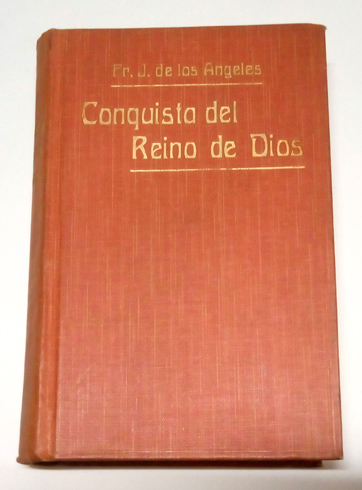 Fr. J. de los Angeles
Conquista del
Reino de Dios